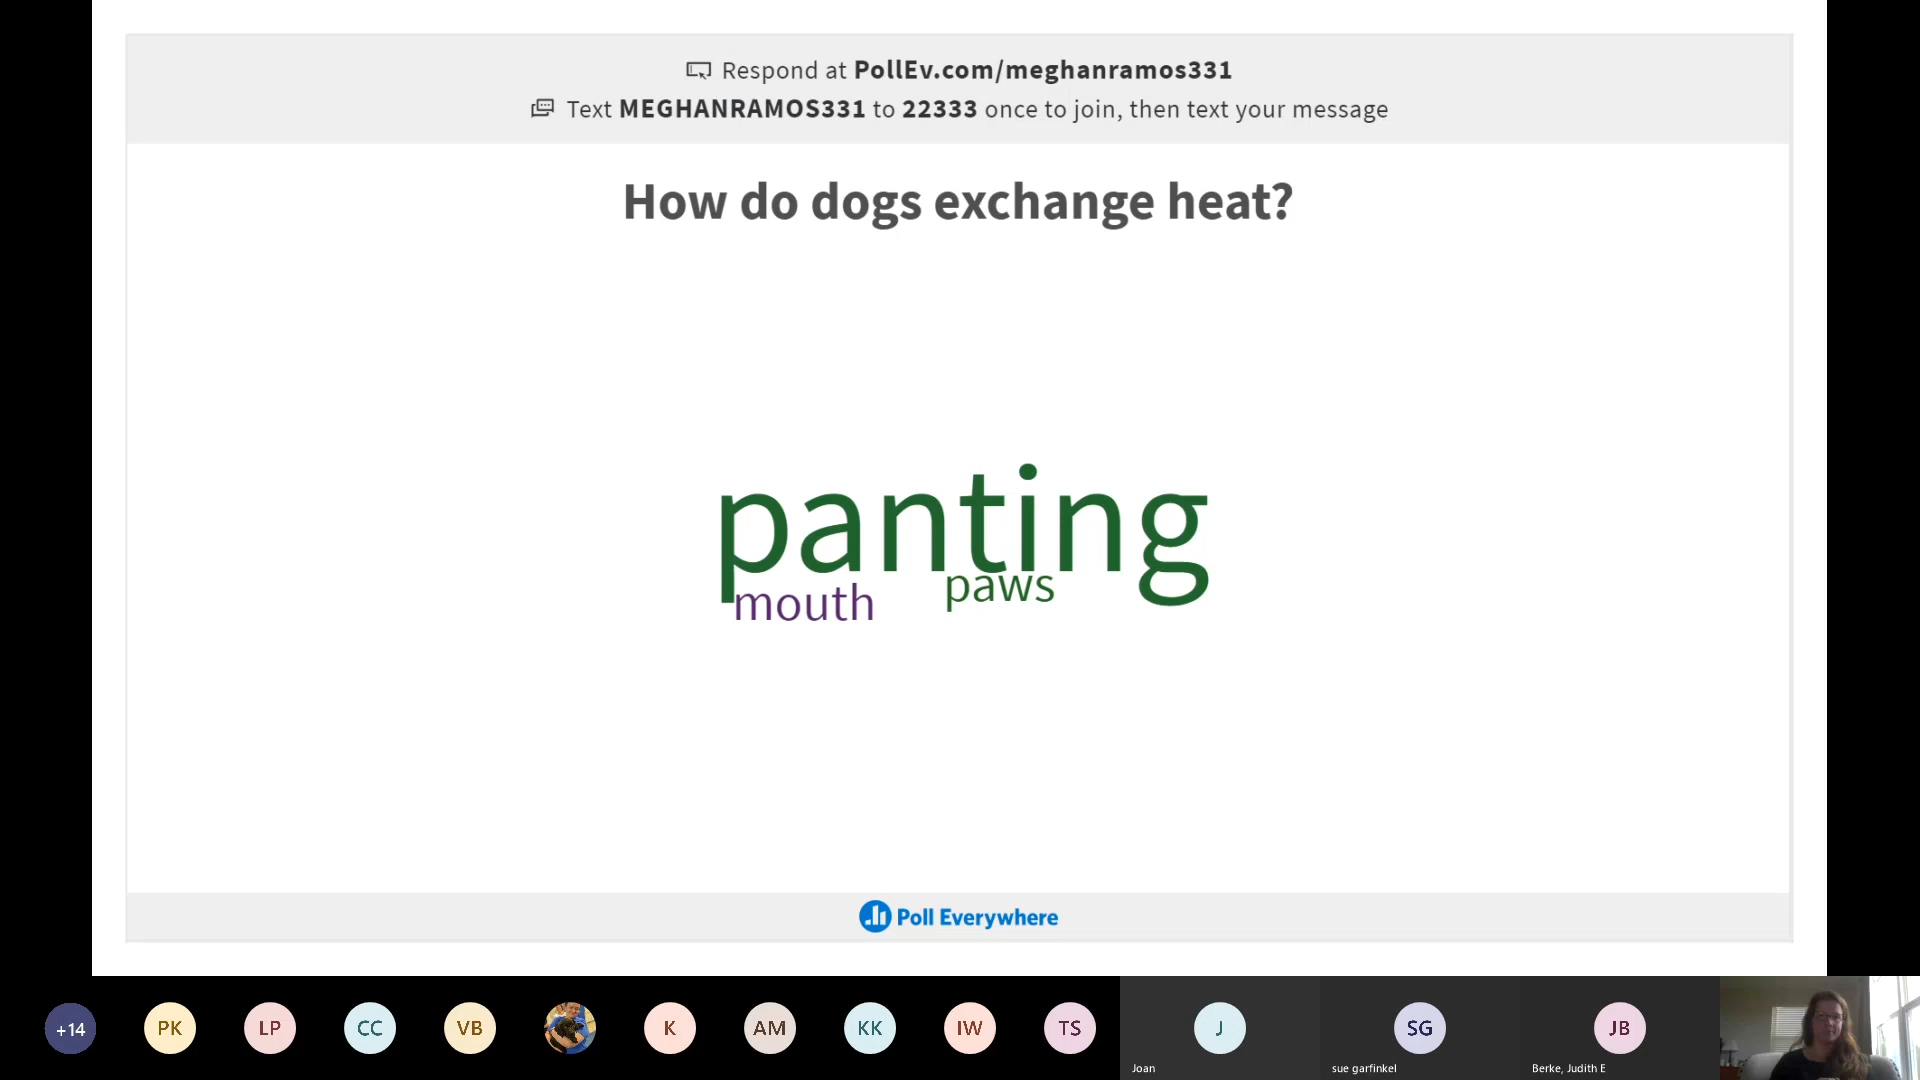 Respond at PollEv.com/meghanramos331
Text MEGHANRAMOS331 to 22333 once to join, then text your message
How do dogs exchange heat?
panting
mouth
paws
Poll Everywhere
+14
PK
LP
CC
VB
K
AM
KK
IW
TS
J
SG
JB
Joan
sue garfinkel
Berke, Judith E